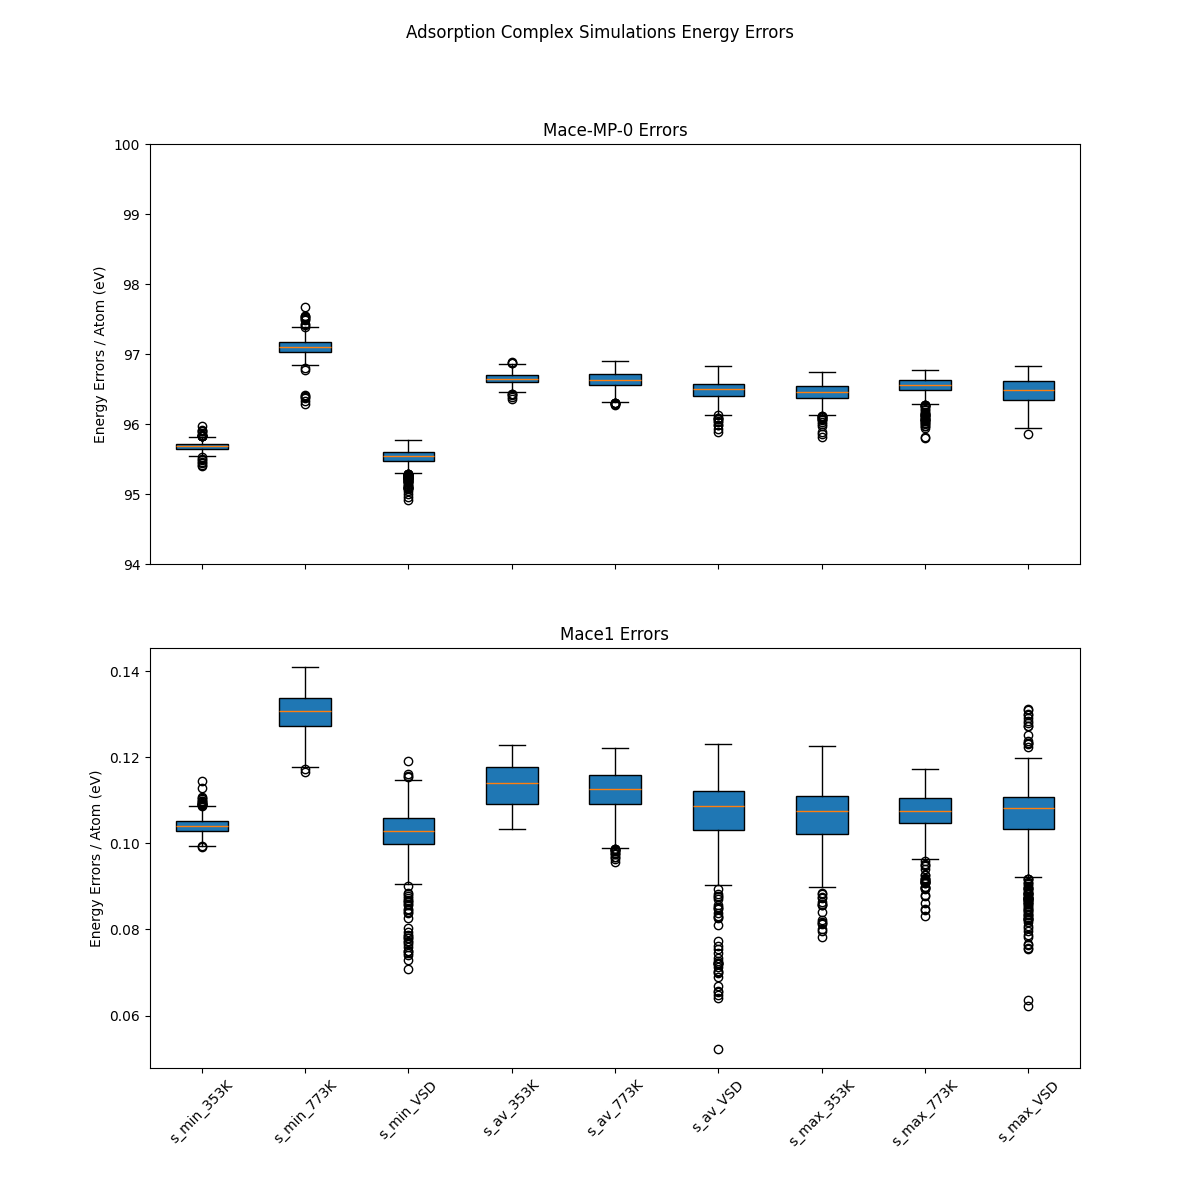 Adsorption Complex Simulations Energy Errors
Mace-MP-0 Errors
Energy Errors / Atom (eV)
100
99
98
97
96
95
94
Mace1 Errors
Energy Errors / Atom (eV)
0.14
0.12
0.10
0.08
0.06
s_min_353K
s_min_773K
s_min_VSD
s_av_353K
s_av_773K
s_av_VSD
s_max_353K
s_max_773K
s_max_VSD